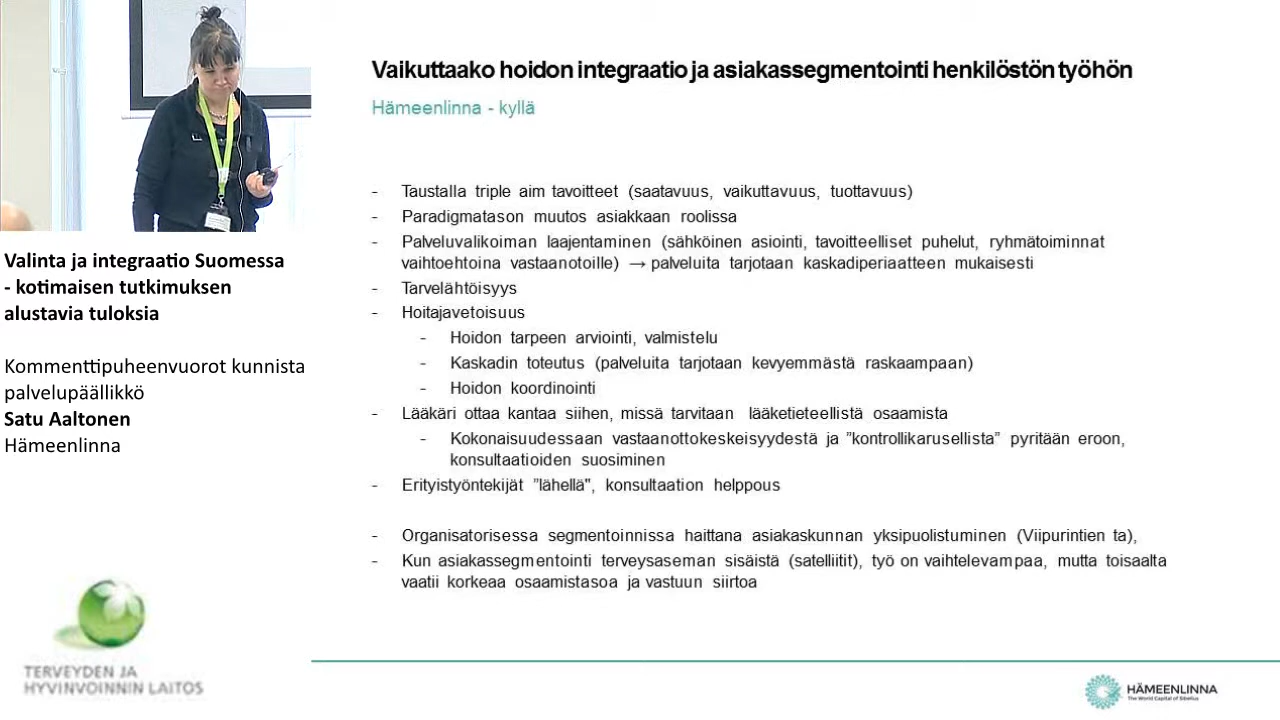 Valinta ja integraatio Suomessa
- kotimaisen tutkimuksen
alustavia tuloksia
Kommenttipuheenvuorot kunnista
palvelupäällikkö
Satu Aaltonen
Hämeenlinna
TERVEYDEN JA
HYVINVOINNIN LAITOS
Vaikuttaako hoidon integraatio ja asiakassegmentointi henkilöstön työhön
Hämeenlinna - kyllä
- Taustalla triple aim tavoitteet (saatavuus, vaikuttavuus, tuottavuus)
- Paradigmatason muutos asiakkaan roolissa
- Palveluvalikoiman laajentaminen (sähköinen asiointi, tavoitteelliset puhelut, ryhmätoiminnat
vaihtoehtoina vastaanotoille) → palveluita tarjotaan kaskadiperiaatteen mukaisesti
- Tarvelähtöisyys
- Hoitajavetoisuus
- Hoidon tarpeen arviointi, valmistelu
- Kaskadin toteutus (palveluita tarjotaan kevyemmästä raskaampaan)
- Hoidon koordinointi
- Lääkäri ottaa kantaa siihen, missä tarvitaan lääketieteellistä osaamista
- Kokonaisuudessaan vastaanottokeskeisyydestä ja ”kontrollikarusellista” pyritään eroon,
konsultaatioiden suosiminen
- Erityistyöntekijät ”lähellä", konsultaation helppous
- Organisatorisessa segmentoinnissa haittana asiakaskunnan yksipuolistuminen (Viipurintien ta),
- Kun asiakassegmentointi terveysaseman sisäistä (satelliitit), työ on vaihtelevampaa, mutta toisaalta
vaatii korkeaa osaamistasoa ja vastuun siirtoa
HÄMEENLINNA
The World Capital of Sibelius